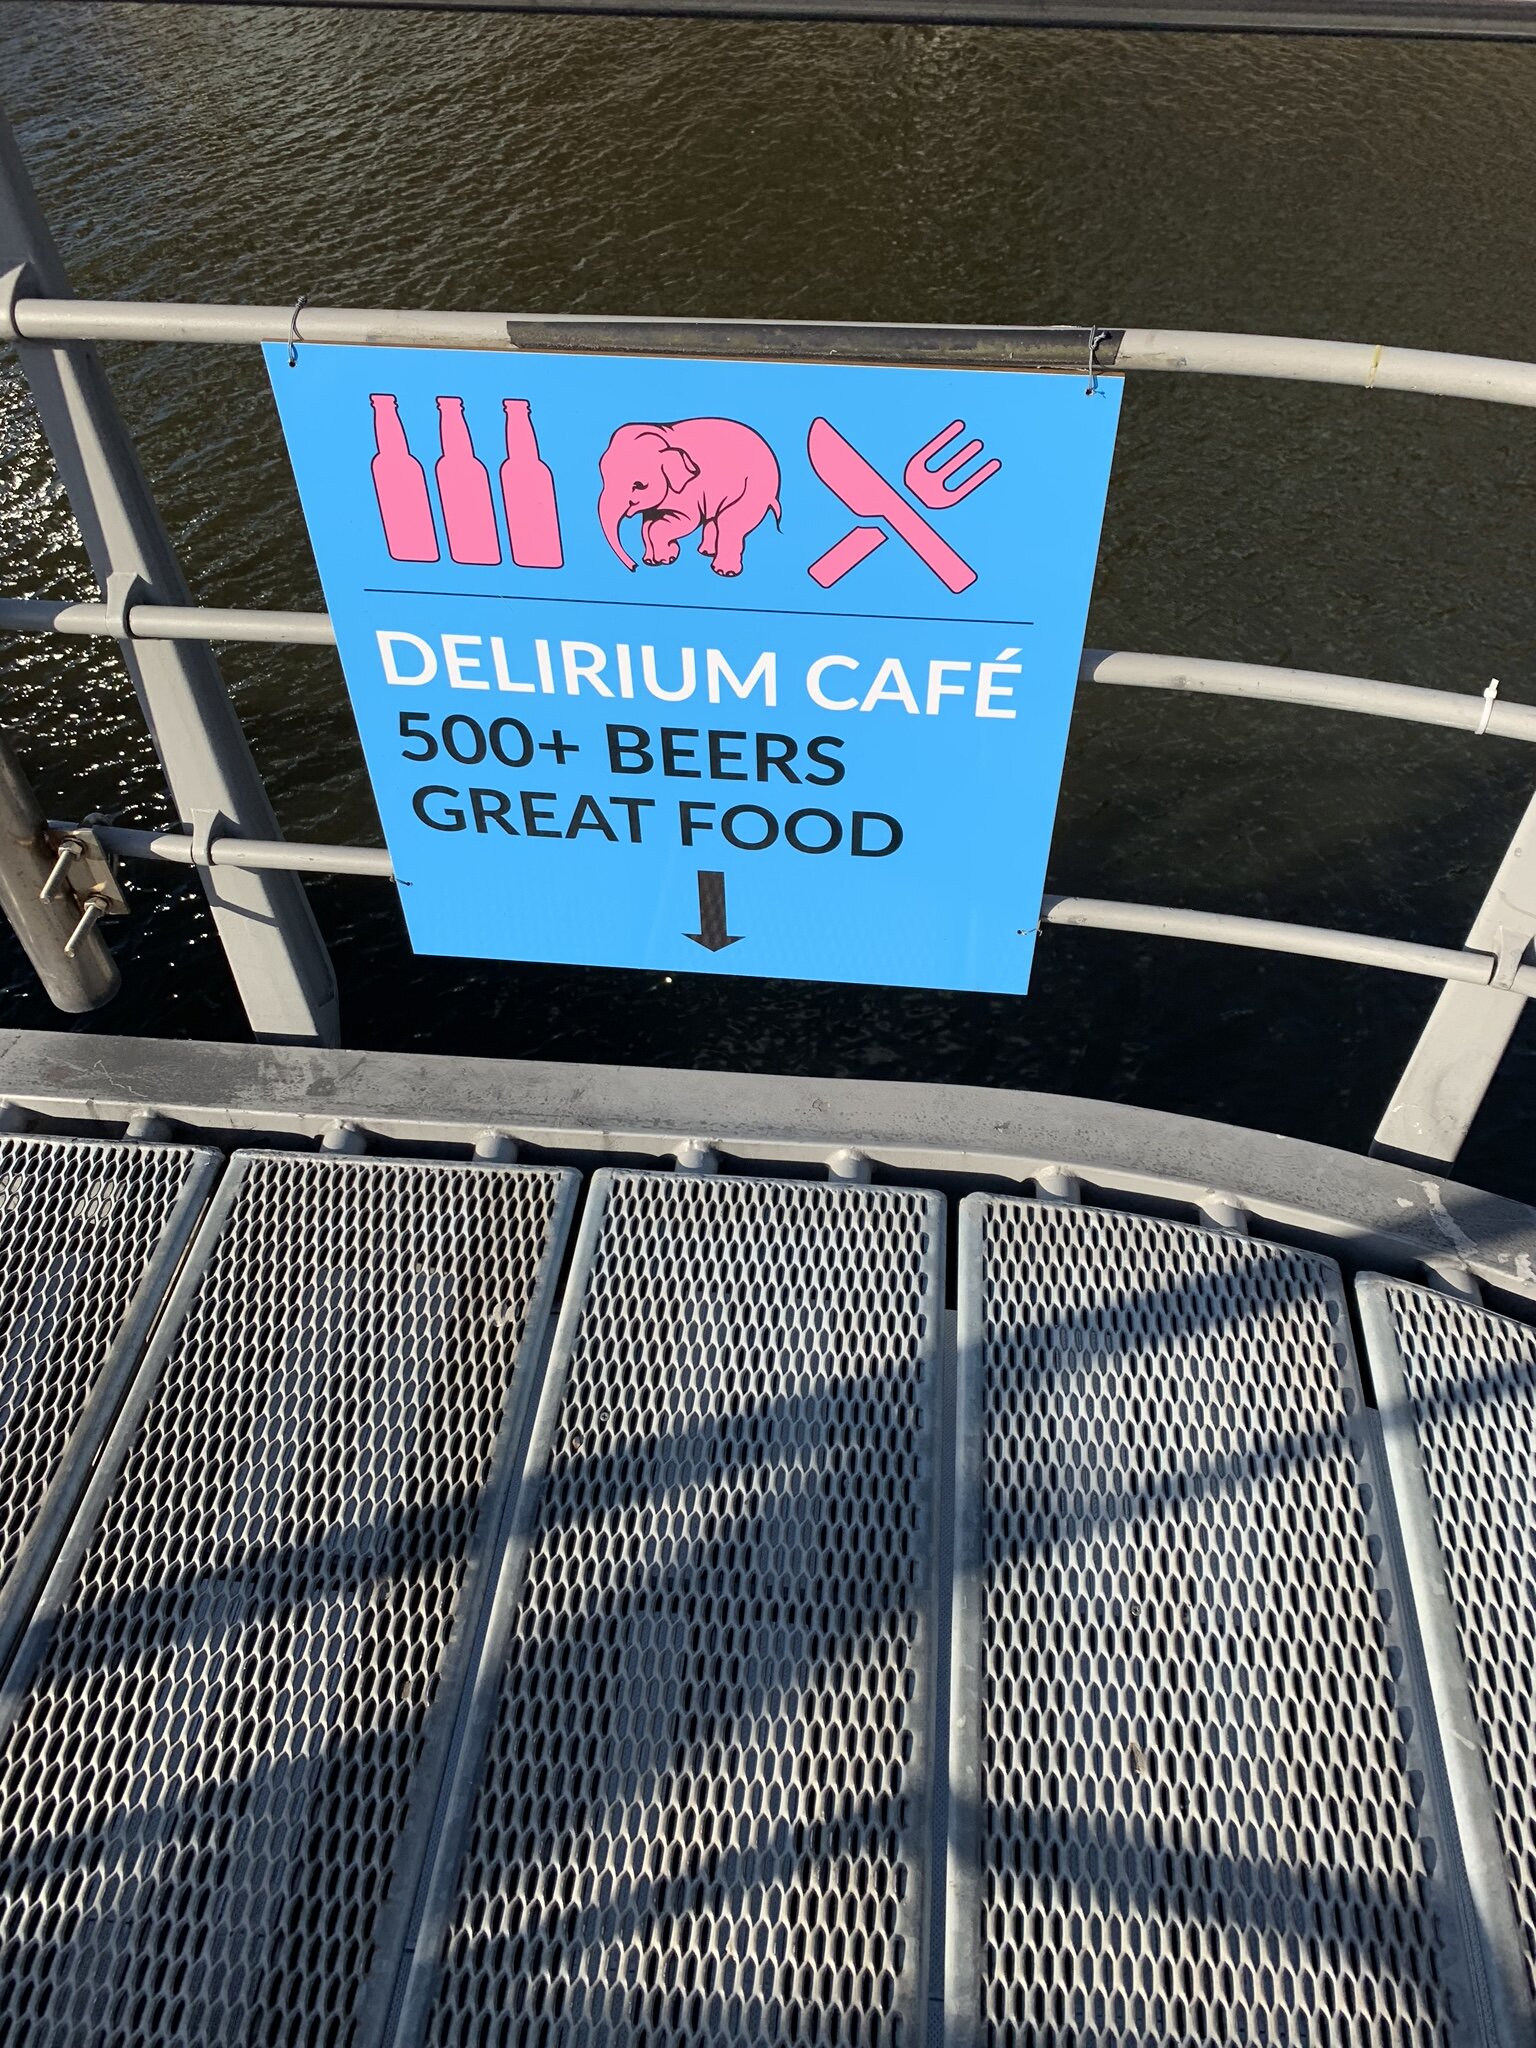 DELIRIUM CAFÉ
500+ BEERS
GREAT FOOD